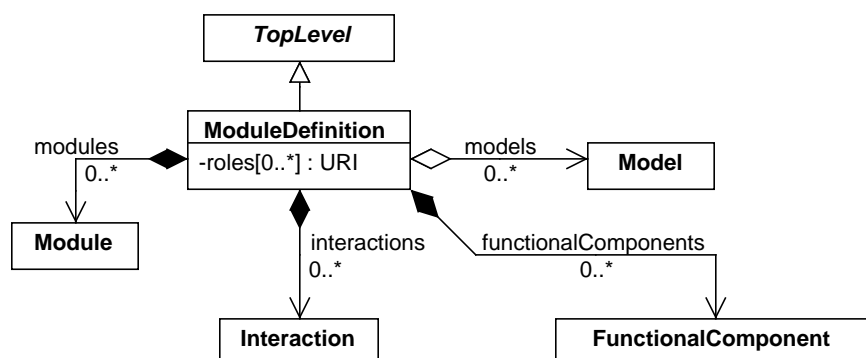 TopLevel
ModuleDefinition
-roles[0..*] : URI
modules
0..*
models
0..*
Model
Module
interactions
0..*
functionalComponents
0..*
Interaction
FunctionalComponent